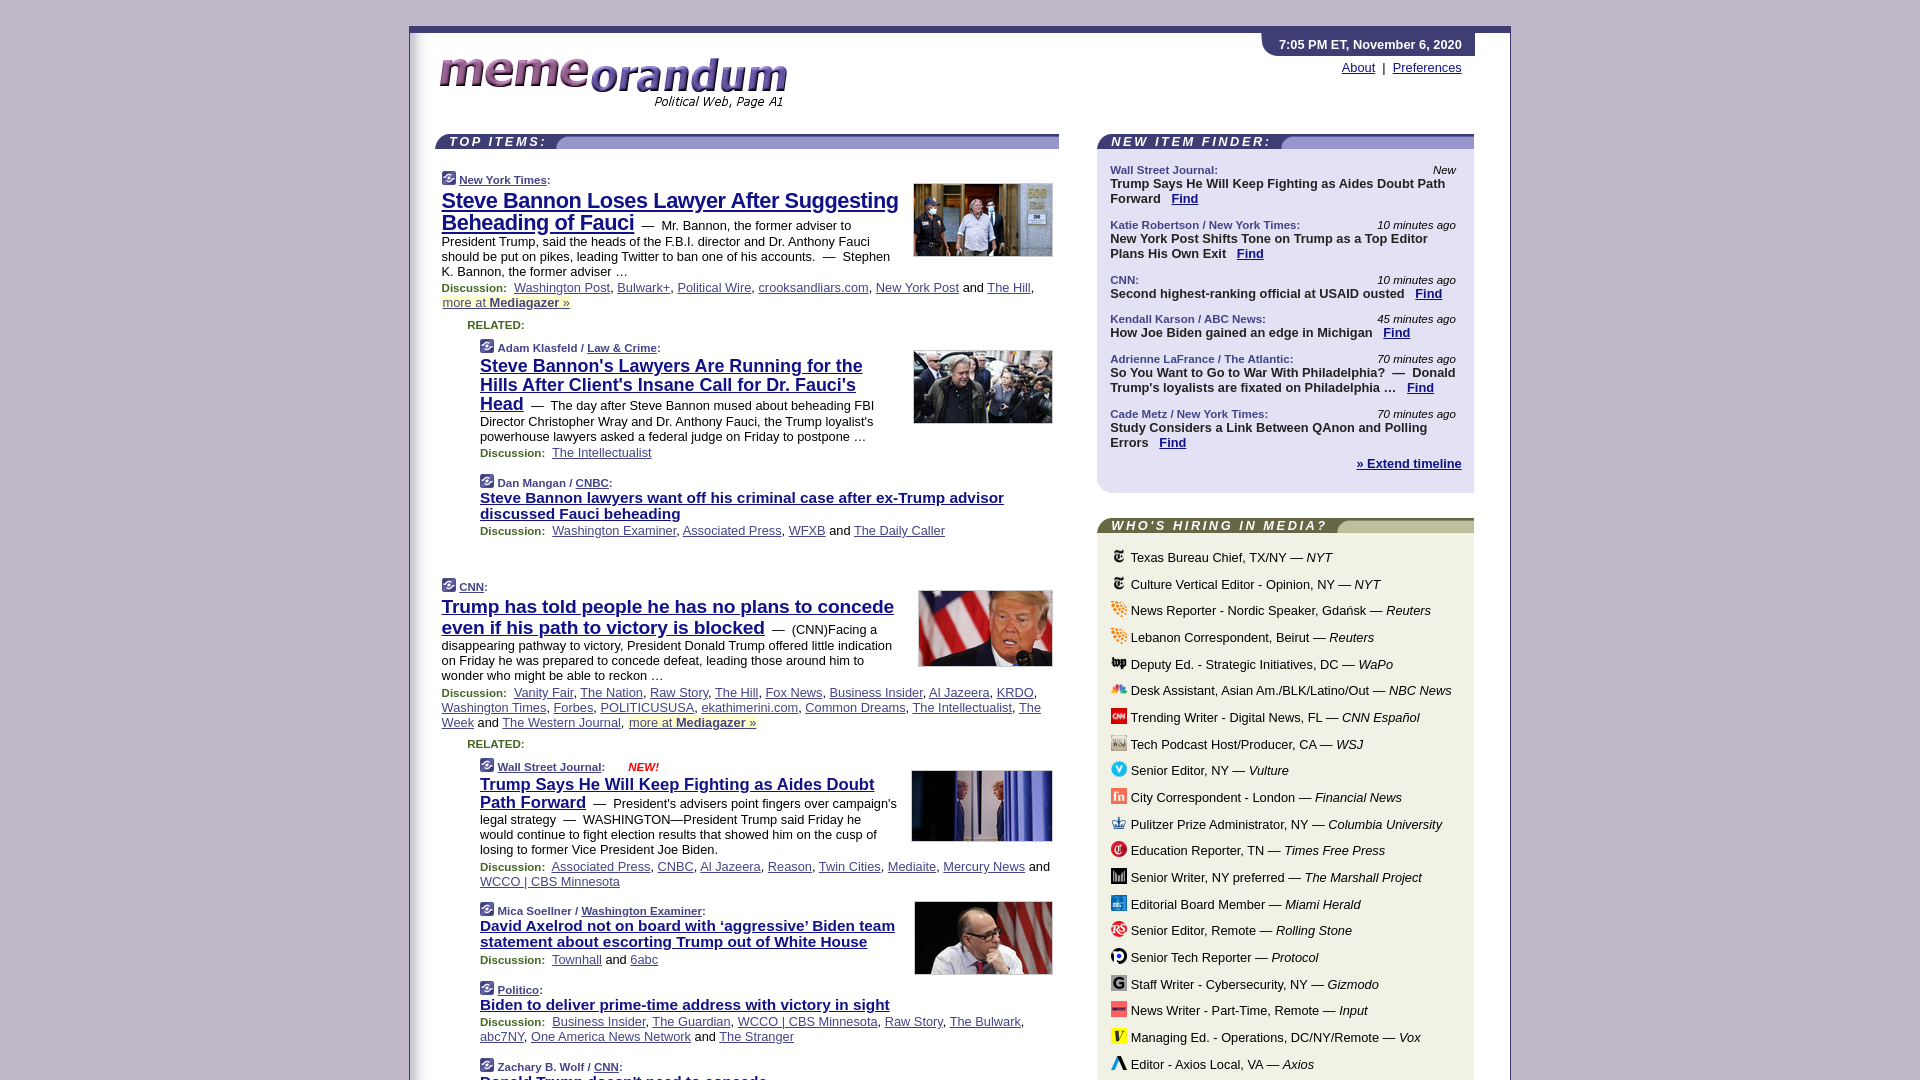 7:05 PM ET, November 6, 2020
About | Preferences
memeorandum
Political Web, Page A1
TOP ITEMS:
New York Times:
Steve Bannon Loses Lawyer After Suggesting
Beheading of Fauci — Mr. Bannon, the former adviser to
President Trump, said the heads of the F.B.I. director and Dr. Anthony Fauci
should be put on pikes, leading Twitter to ban one of his accounts. — Stephen
K. Bannon, the former adviser …
Discussion: Washington Post, Bulwark+, Political Wire, crooksandliars.com, New York Post and The Hill,
more at Mediagazer »
RELATED:
Adam Klasfeld / Law & Crime:
Steve Bannon's Lawyers Are Running for the
Hills After Client's Insane Call for Dr. Fauci's
Head — The day after Steve Bannon mused about beheading FBI
Director Christopher Wray and Dr. Anthony Fauci, the Trump loyalist's
powerhouse lawyers asked a federal judge on Friday to postpone …
Discussion: The Intellectualist
Dan Mangan / CNBC:
Steve Bannon lawyers want off his criminal case after ex-Trump advisor
discussed Fauci beheading
Discussion: Washington Examiner, Associated Press, WFXB and The Daily Caller
CNN:
Trump has told people he has no plans to concede
even if his path to victory is blocked — (CNN)Facing a
disappearing pathway to victory, President Donald Trump offered little indication
on Friday he was prepared to concede defeat, leading those around him to
wonder who might be able to reckon …
Discussion: Vanity Fair, The Nation, Raw Story, The Hill, Fox News, Business Insider, Al Jazeera, KRDO,
Washington Times, Forbes, POLITICUSUSA, ekathimerini.com, Common Dreams, The Intellectualist, The
Week and The Western Journal, more at Mediagazer »
RELATED:
Wall Street Journal: NEW!
Trump Says He Will Keep Fighting as Aides Doubt
Path Forward — President's advisers point fingers over campaign's
legal strategy — WASHINGTON—President Trump said Friday he
would continue to fight election results that showed him on the cusp of
losing to former Vice President Joe Biden.
Discussion: Associated Press, CNBC, Al Jazeera, Reason, Twin Cities, Mediaite, Mercury News and
WCCO | CBS Minnesota
Mica Soellner / Washington Examiner:
David Axelrod not on board with ‘aggressive’ Biden team
statement about escorting Trump out of White House
Discussion: Townhall and 6abc
Politico:
Biden to deliver prime-time address with victory in sight
Discussion: Business Insider, The Guardian, WCCO | CBS Minnesota, Raw Story, The Bulwark,
abc7NY, One America News Network and The Stranger
Zachary B. Wolf / CNN:
Donald Trump doesn't need to concede
NEW ITEM FINDER:
Wall Street Journal: New
Trump Says He Will Keep Fighting as Aides Doubt Path
Forward Find
Katie Robertson / New York Times: 10 minutes ago
New York Post Shifts Tone on Trump as a Top Editor
Plans His Own Exit Find
CNN: 10 minutes ago
Second highest-ranking official at USAID ousted Find
Kendall Karson / ABC News: 45 minutes ago
How Joe Biden gained an edge in Michigan Find
Adrienne LaFrance / The Atlantic: 70 minutes ago
So You Want to Go to War With Philadelphia? — Donald
Trump's loyalists are fixated on Philadelphia … Find
Cade Metz / New York Times: 70 minutes ago
Study Considers a Link Between QAnon and Polling
Errors Find
» Extend timeline
WHO'S HIRING IN MEDIA?
Texas Bureau Chief, TX/NY — NYT
Culture Vertical Editor - Opinion, NY — NYT
News Reporter - Nordic Speaker, Gdańsk — Reuters
Lebanon Correspondent, Beirut — Reuters
Deputy Ed. - Strategic Initiatives, DC — WaPo
Desk Assistant, Asian Am./BLK/Latino/Out — NBC News
Trending Writer - Digital News, FL — CNN Español
Tech Podcast Host/Producer, CA — WSJ
Senior Editor, NY — Vulture
City Correspondent - London — Financial News
Pulitzer Prize Administrator, NY — Columbia University
Education Reporter, TN — Times Free Press
Senior Writer, NY preferred — The Marshall Project
Editorial Board Member — Miami Herald
Senior Editor, Remote — Rolling Stone
Senior Tech Reporter — Protocol
Staff Writer - Cybersecurity, NY — Gizmodo
News Writer - Part-Time, Remote — Input
Managing Ed. - Operations, DC/NY/Remote — Vox
Editor - Axios Local, VA — Axios